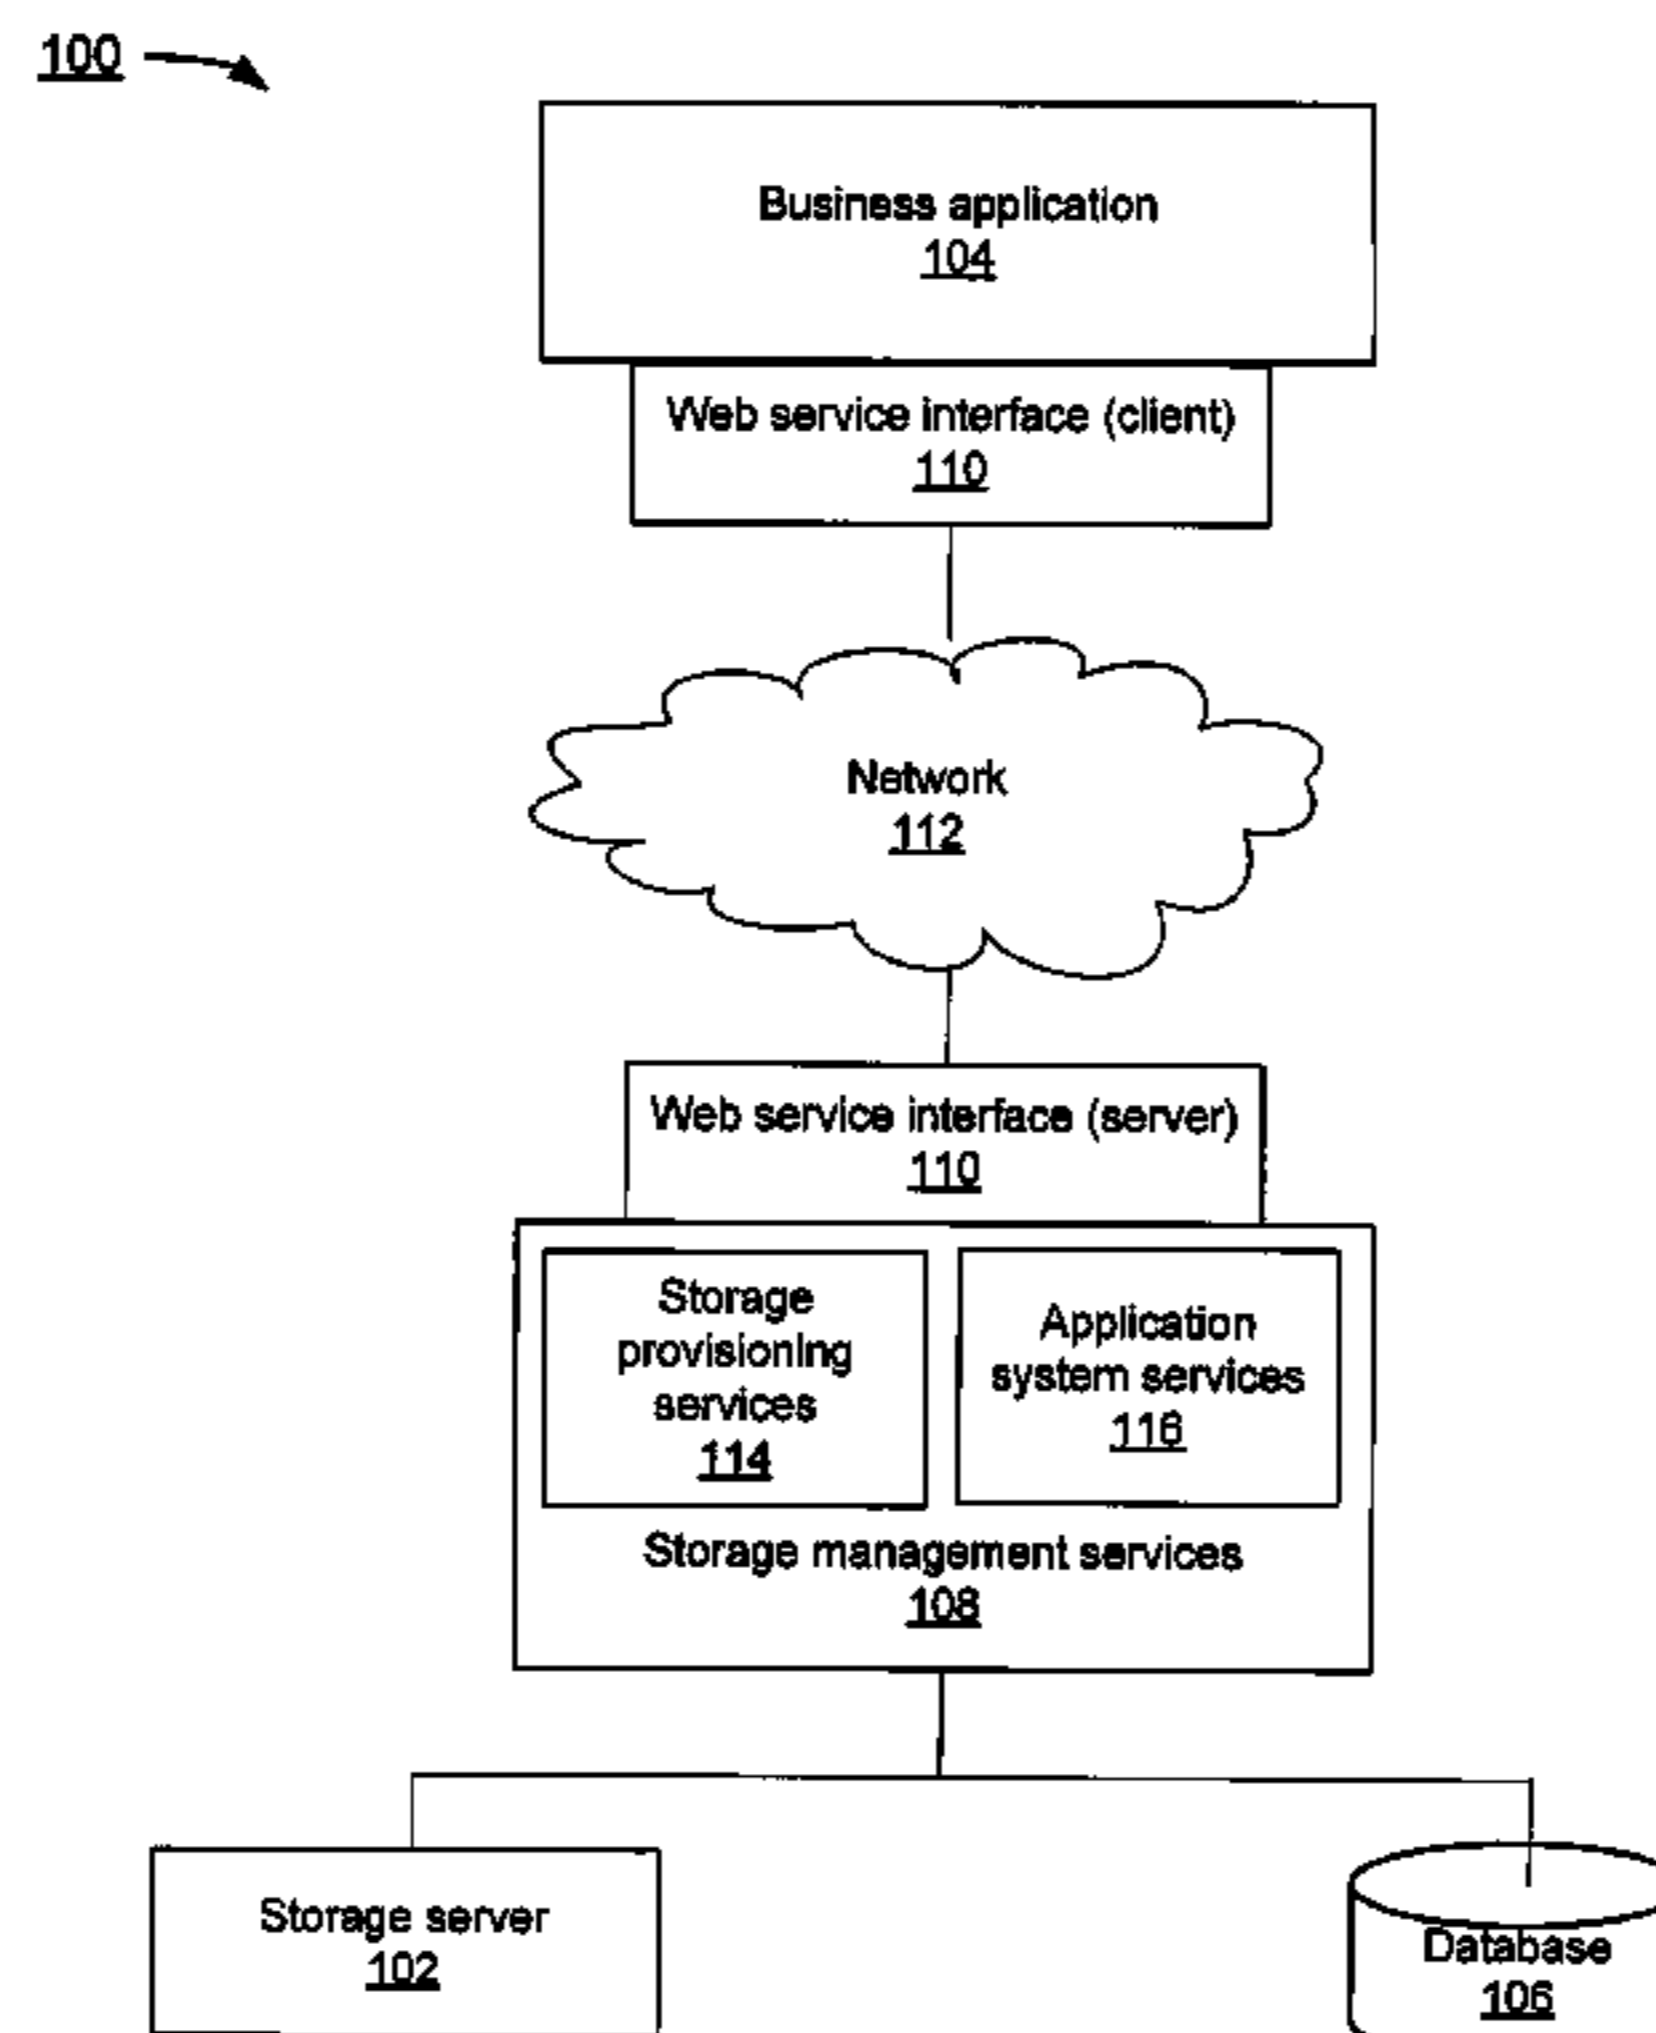 100
Business application
104
Web service interface (client)
110
Network
112
Web service interface (server)
110
Storage
provisioning
services
114
Application
system services
116
Storage management services
108
Storage server
102
Database
106